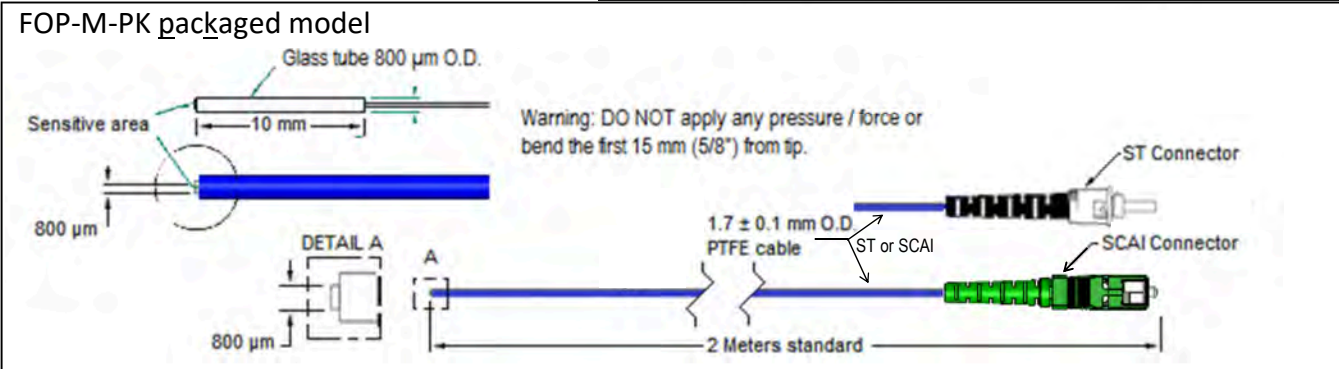 FOP-M-PK packaged model
Glass tube 800 µm O.D.
Sensitive area
10 mm
Warning: DO NOT apply any pressure / force or
bend the first 15 mm (5/8") from tip.
ST Connector
800 µm
1.7 ± 0.1 mm O.D.
PTFE cable
ST or SCAI
SCAI Connector
DETAIL A
A
800 µm
2 Meters standard